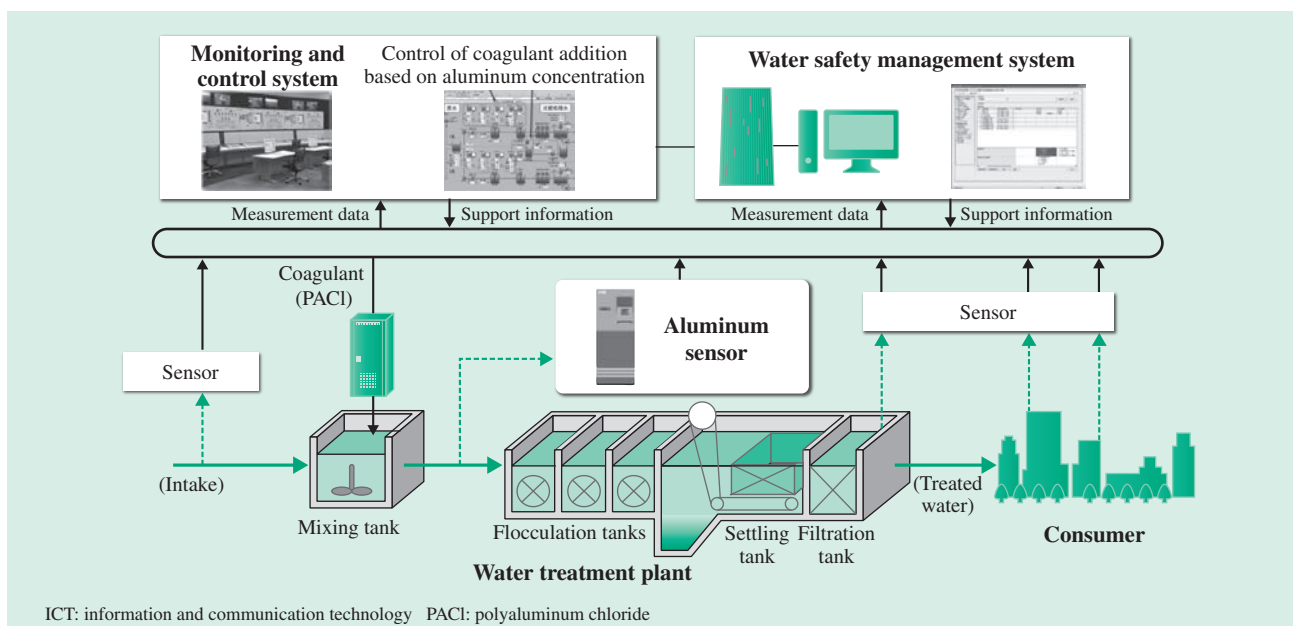 Monitoring and
control system
Control of coagulant addition
based on aluminum concentration
Water safety management system
Measurement data
Support information
Measurement data
Support information
Coagulant
(PACl)
Sensor
Aluminum
sensor
Sensor
(Intake)
Mixing tank
Flocculation tanks
Settling
tank
Filtration
tank
(Treated
water)
Water treatment plant
Consumer
ICT: information and communication technology PACl: polyaluminum chloride